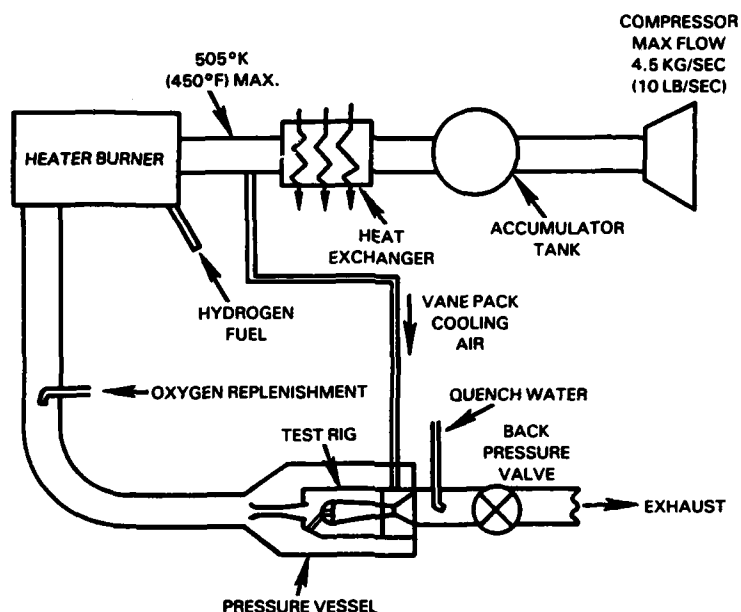 COMPRESSOR
MAX FLOW
4.5 KG/SEC
(10 LB/SEC)
505°K
(450°F) MAX.
HEATER BURNER
HEAT
EXCHANGER
ACCUMULATOR
TANK
HYDROGEN
FUEL
VANE PACK
COOLING
AIR
OXYGEN REPLENISHMENT
QUENCH WATER
TEST RIG
BACK
PRESSURE
VALVE
EXHAUST
PRESSURE VESSEL